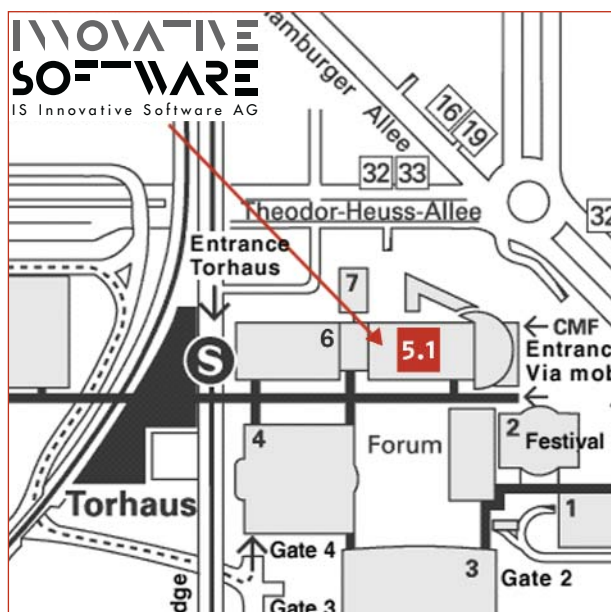 INNOVATIVE
SOFTWARE
IS Innovative Software AG
Hamburger Allee
16 19
32 33
Theodor-Heuss-Allee
32
Entrance
Torhaus
7
6
5.1
S
CMF
Entranc
Via mob
4
Forum
2
Festival
1
Torhaus
Gate 4
3
Gate 2
Gate 3
dge